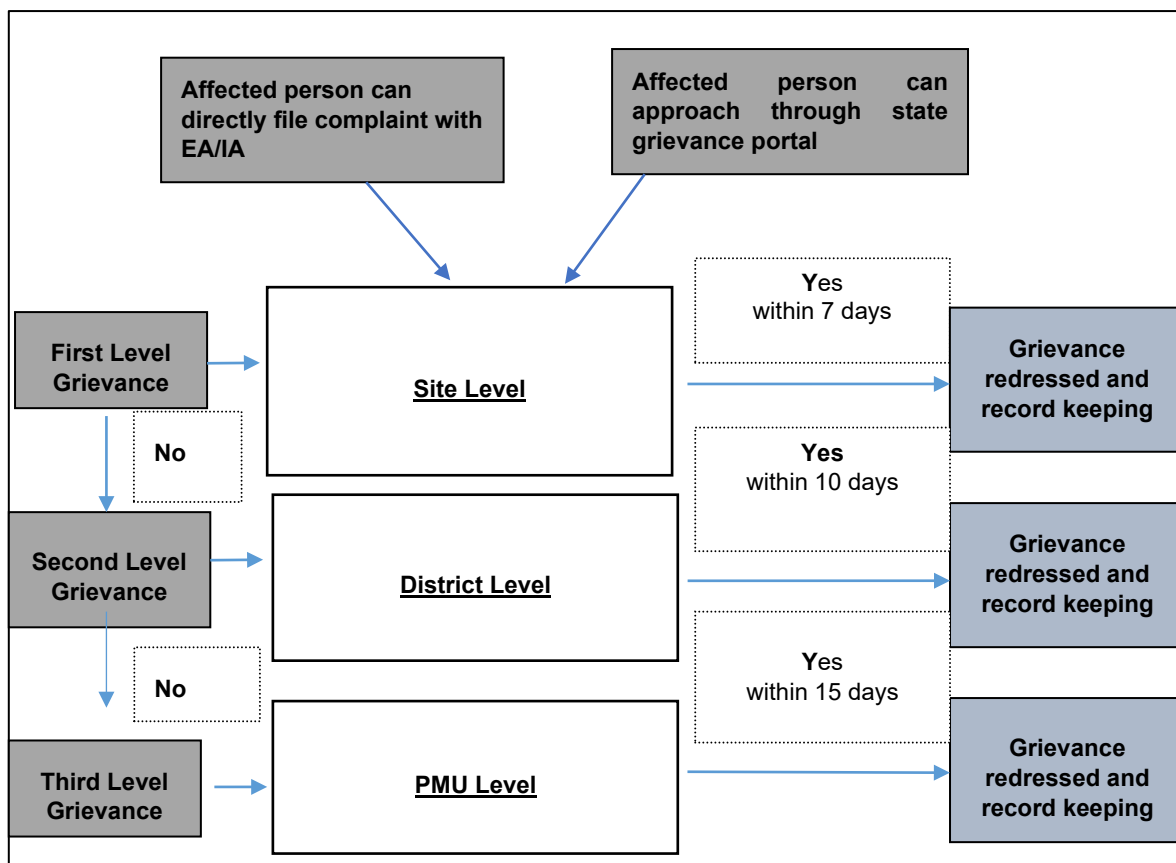 Affected person can
directly file complaint with
EA/IA
Affected person can
approach through state
grievance portal
Yes
within 7 days
First Level
Grievance
Site Level
Grievance
redressed and
record keeping
No
Yes
within 10 days
Second Level
Grievance
District Level
Grievance
redressed and
record keeping
No
Yes
within 15 days
Third Level
Grievance
PMU Level
Grievance
redressed and
record keeping